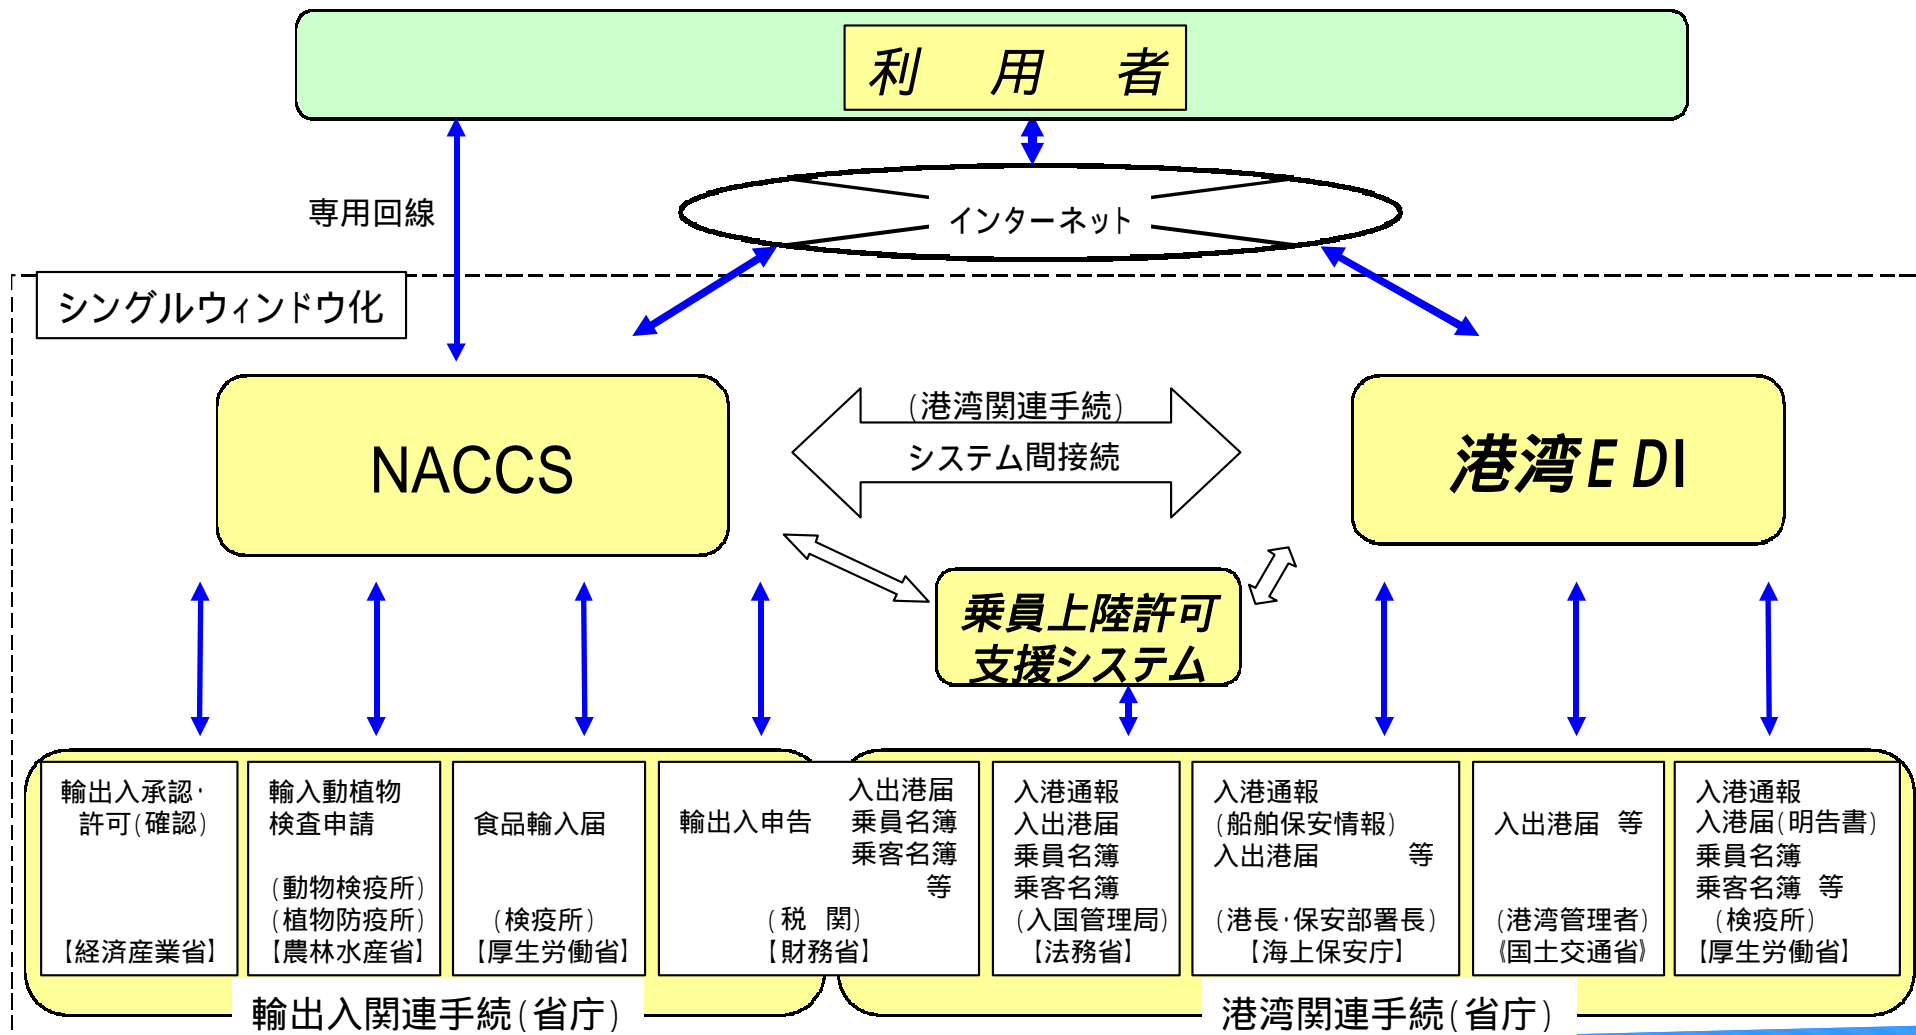 利 用 者
専用回線
インターネット
シングルウィンドウ化
NACCS
(港湾関連手続)
システム間接続
港湾EDI
乗員上陸許可
支援システム
輸出入承認・
許可(確認)
【経済産業省】
輸入動植物
検査申請
(動物検疫所)
(植物防疫所)
【農林水産省】
食品輸入届
(検疫所)
【厚生労働省】
輸出入申告
入出港届
乗員名簿
乗客名簿
等
(税 関)
【財務省】
入港通報
入出港届
乗員名簿
乗客名簿
(入国管理局)
【法務省】
入港通報
(船舶保安情報)
入出港届 等
(港長・保安部署長)
【海上保安庁】
入出港届 等
(港湾管理者)
《国土交通省》
入港通報
入港届(明告書)
乗員名簿
乗客名簿 等
(検疫所)
【厚生労働省】
輸出入関連手続(省庁)
港湾関連手続(省庁)